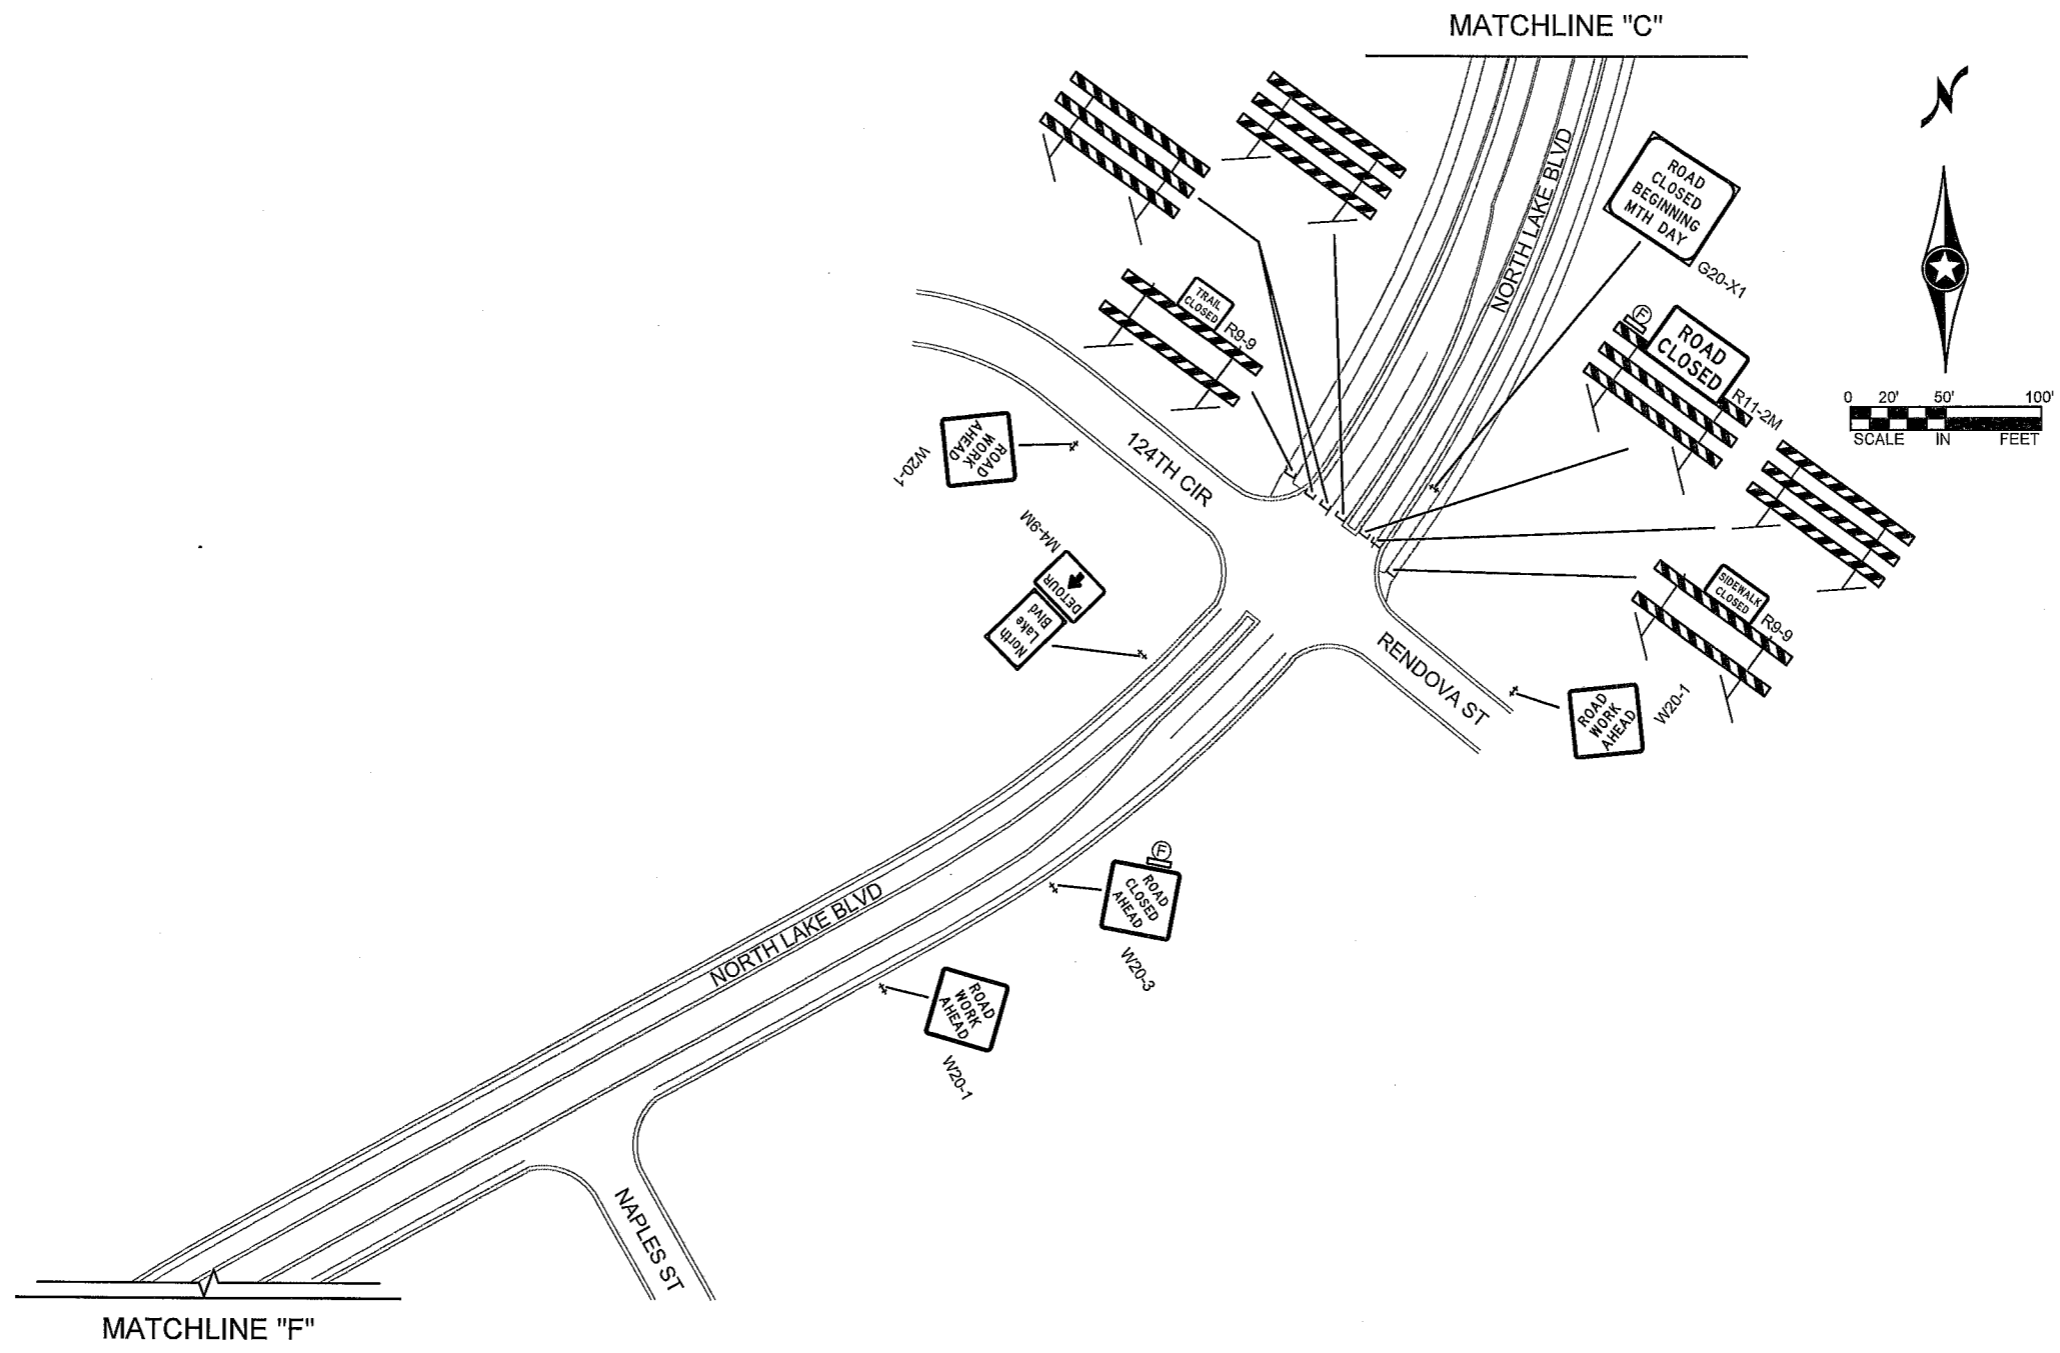 MATCHLINE "C"
N
NORTH LAKE BLVD
ROAD
CLOSED
BEGINNING
MTH DAY
G20-X1
TRAIL
CLOSED
R9-9
F
ROAD
CLOSED
R11-2M
0 20' 50' 100'
SCALE IN FEET
ROAD
WORK
AHEAD
W20-1
124TH CIR
M4-9M
DETOUR
North
Lake
Blvd
SIDEWALK
CLOSED
R9-9
RENDOVA ST
ROAD
WORK
AHEAD
W20-1
F
ROAD
CLOSED
AHEAD
W20-3
NORTH LAKE BLVD
ROAD
WORK
AHEAD
W20-1
NAPLES ST
MATCHLINE "F"